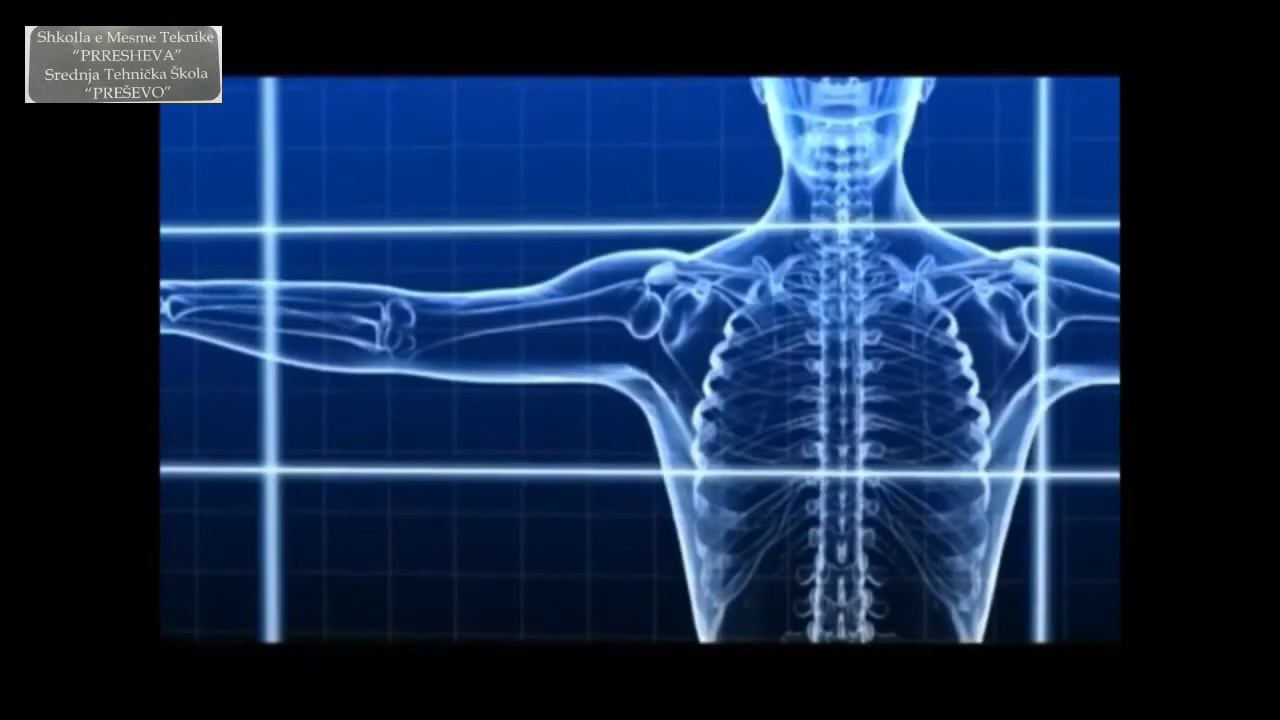 Shkolla e Mesme Teknike
“PRRESHEVA”
Srednja Tehnička Škola
“PREŠEVO”